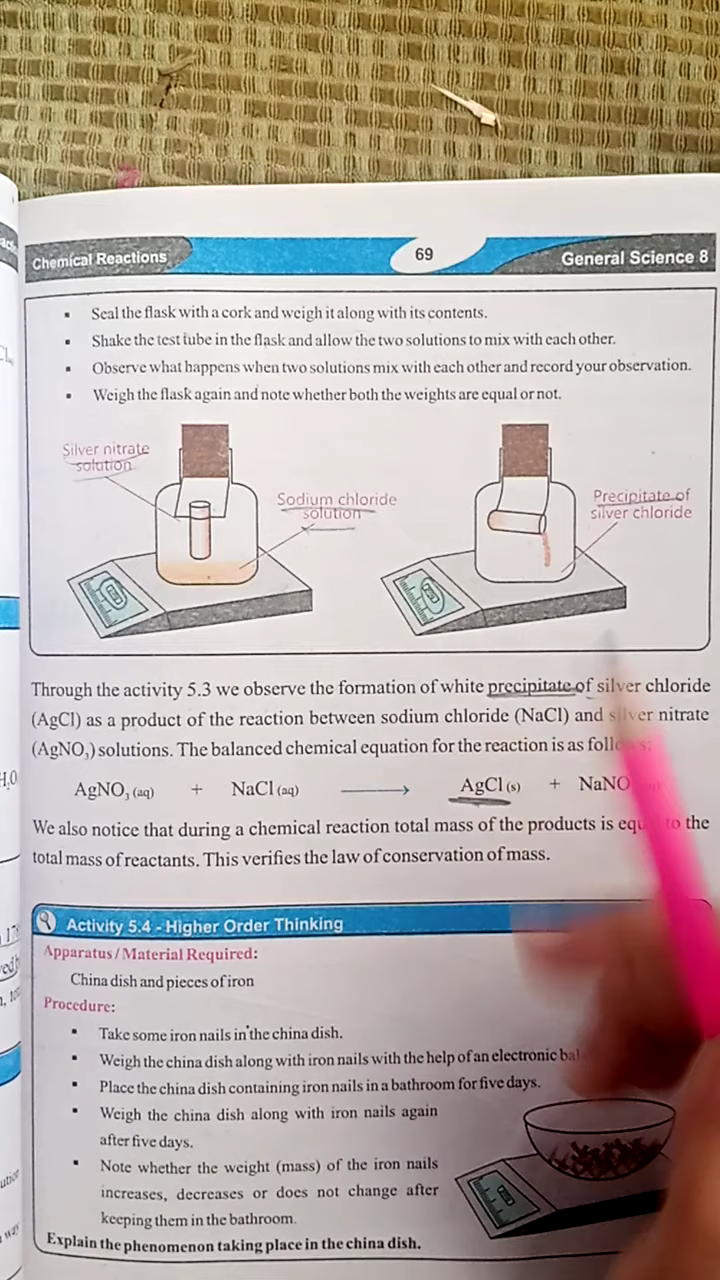 Chemical Reactions
69
General Science 8
▪ Seal the flask with a cork and weigh it along with its contents.
▪ Shake the test tube in the flask and allow the two solutions to mix with each other.
▪ Observe what happens when two solutions mix with each other and record your observation.
▪ Weigh the flask again and note whether both the weights are equal or not.
Silver nitrate
solution
Sodium chloride
solution
Precipitate of
silver chloride
Through the activity 5.3 we observe the formation of white precipitate of silver chloride
(AgCl) as a product of the reaction between sodium chloride (NaCl) and silver nitrate
(AgNO₃) solutions. The balanced chemical equation for the reaction is as follows:
AgNO₃ (aq) + NaCl (aq) ⟶ AgCl (s) + NaNO
We also notice that during a chemical reaction total mass of the products is equal to the
total mass of reactants. This verifies the law of conservation of mass.
Activity 5.4 - Higher Order Thinking
Apparatus / Material Required:
China dish and pieces of iron
Procedure:
▪ Take some iron nails in the china dish.
▪ Weigh the china dish along with iron nails with the help of an electronic
▪ Place the china dish containing iron nails in a bathroom for five days.
▪ Weigh the china dish along with iron nails again
after five days.
▪ Note whether the weight (mass) of the iron nails
increases, decreases or does not change after
keeping them in the bathroom.
Explain the phenomenon taking place in the china dish.